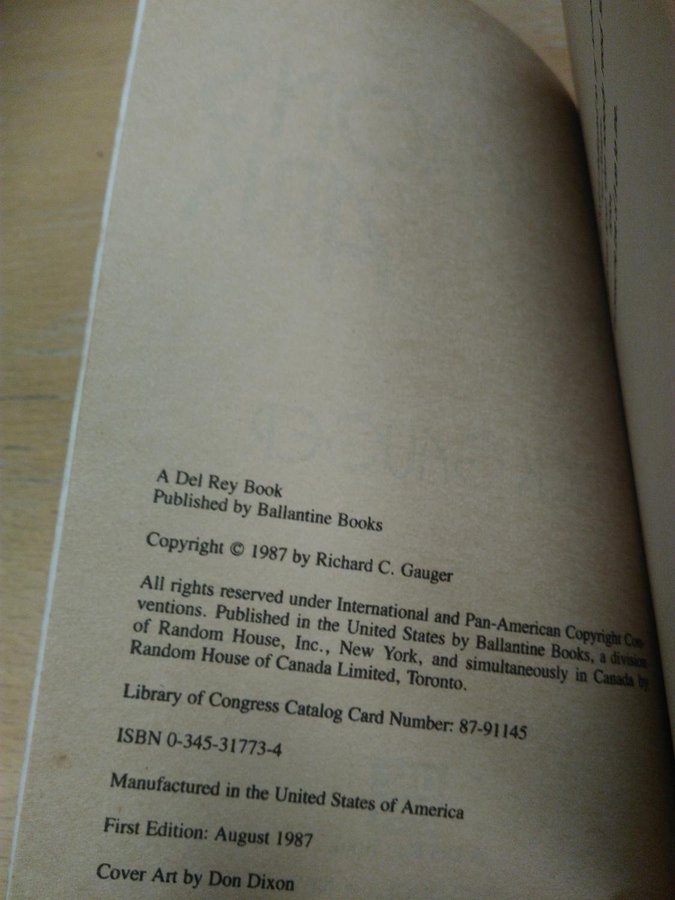 A Del Rey Book
Published by Ballantine Books
Copyright © 1987 by Richard C. Gauger
All rights reserved under International and Pan-American Copyright Con-
ventions. Published in the United States by Ballantine Books, a division
of Random House, Inc., New York, and simultaneously in Canada by
Random House of Canada Limited, Toronto.
Library of Congress Catalog Card Number: 87-91145
ISBN 0-345-31773-4
Manufactured in the United States of America
First Edition: August 1987
Cover Art by Don Dixon